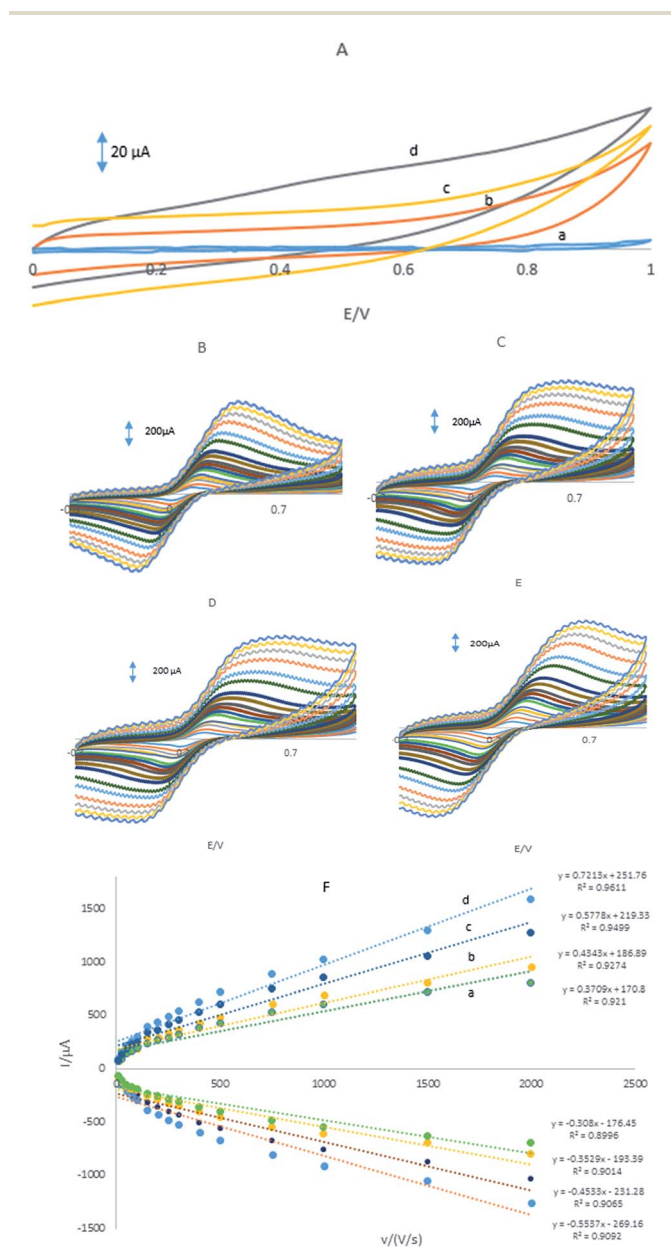 A
20 µA
d
c
b
a
0
0.2
0.4
0.6
0.8
1
E/V
B
C
200µA
200µA
0.7
0.7
D
E
200 µA
200µA
0.7
0.7
E/V
E/V
F
y = 0.7213x + 251.76
R² = 0.9611
y = 0.5778x + 219.33
R² = 0.9499
y = 0.4343x + 186.89
R² = 0.9274
y = 0.3709x + 170.8
R² = 0.921
d
c
b
a
1500
1000
500
0
-500
-1000
-1500
I/µA
0
500
1000
1500
2000
2500
y = -0.308x - 176.45
R² = 0.8996
y = -0.3529x - 193.39
R² = 0.9014
y = -0.4533x - 231.28
R² = 0.9065
y = -0.5537x - 269.16
R² = 0.9092
v/(V/s)